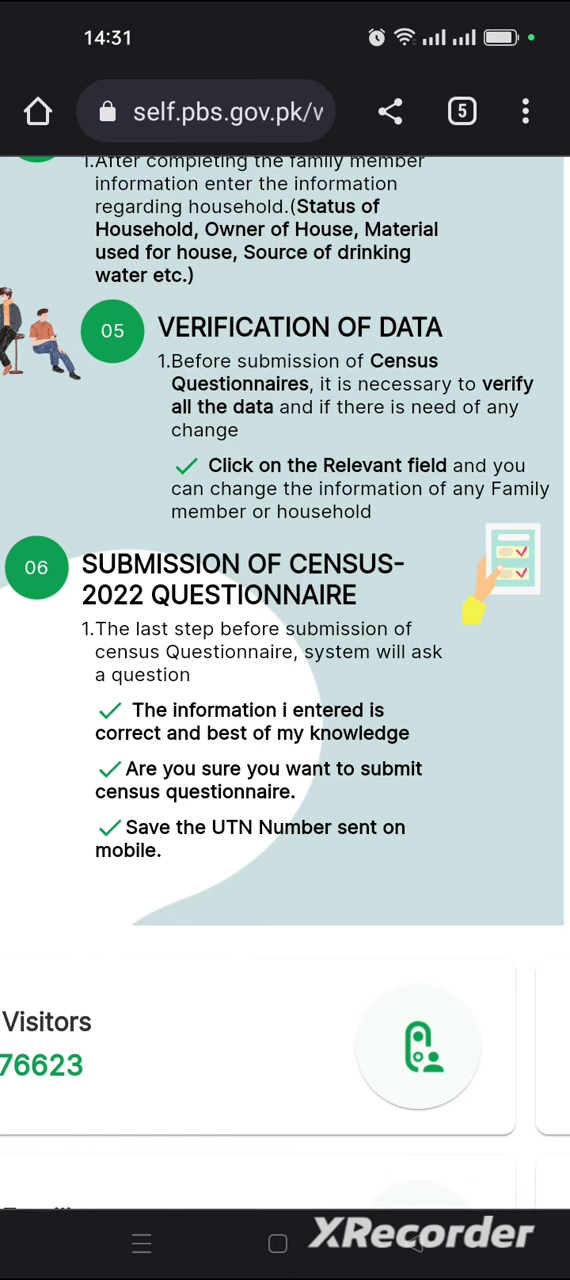 14:31
self.pbs.gov.pk/v
5
1.After completing the family member
information enter the information
regarding household.(Status of
Household, Owner of House, Material
used for house, Source of drinking
water etc.)
05
VERIFICATION OF DATA
1.Before submission of Census
Questionnaires, it is necessary to verify
all the data and if there is need of any
change
Click on the Relevant field and you
can change the information of any Family
member or household
06
SUBMISSION OF CENSUS-
2022 QUESTIONNAIRE
1.The last step before submission of
census Questionnaire, system will ask
a question
The information i entered is
correct and best of my knowledge
Are you sure you want to submit
census questionnaire.
Save the UTN Number sent on
mobile.
Visitors
76623
XRecorder